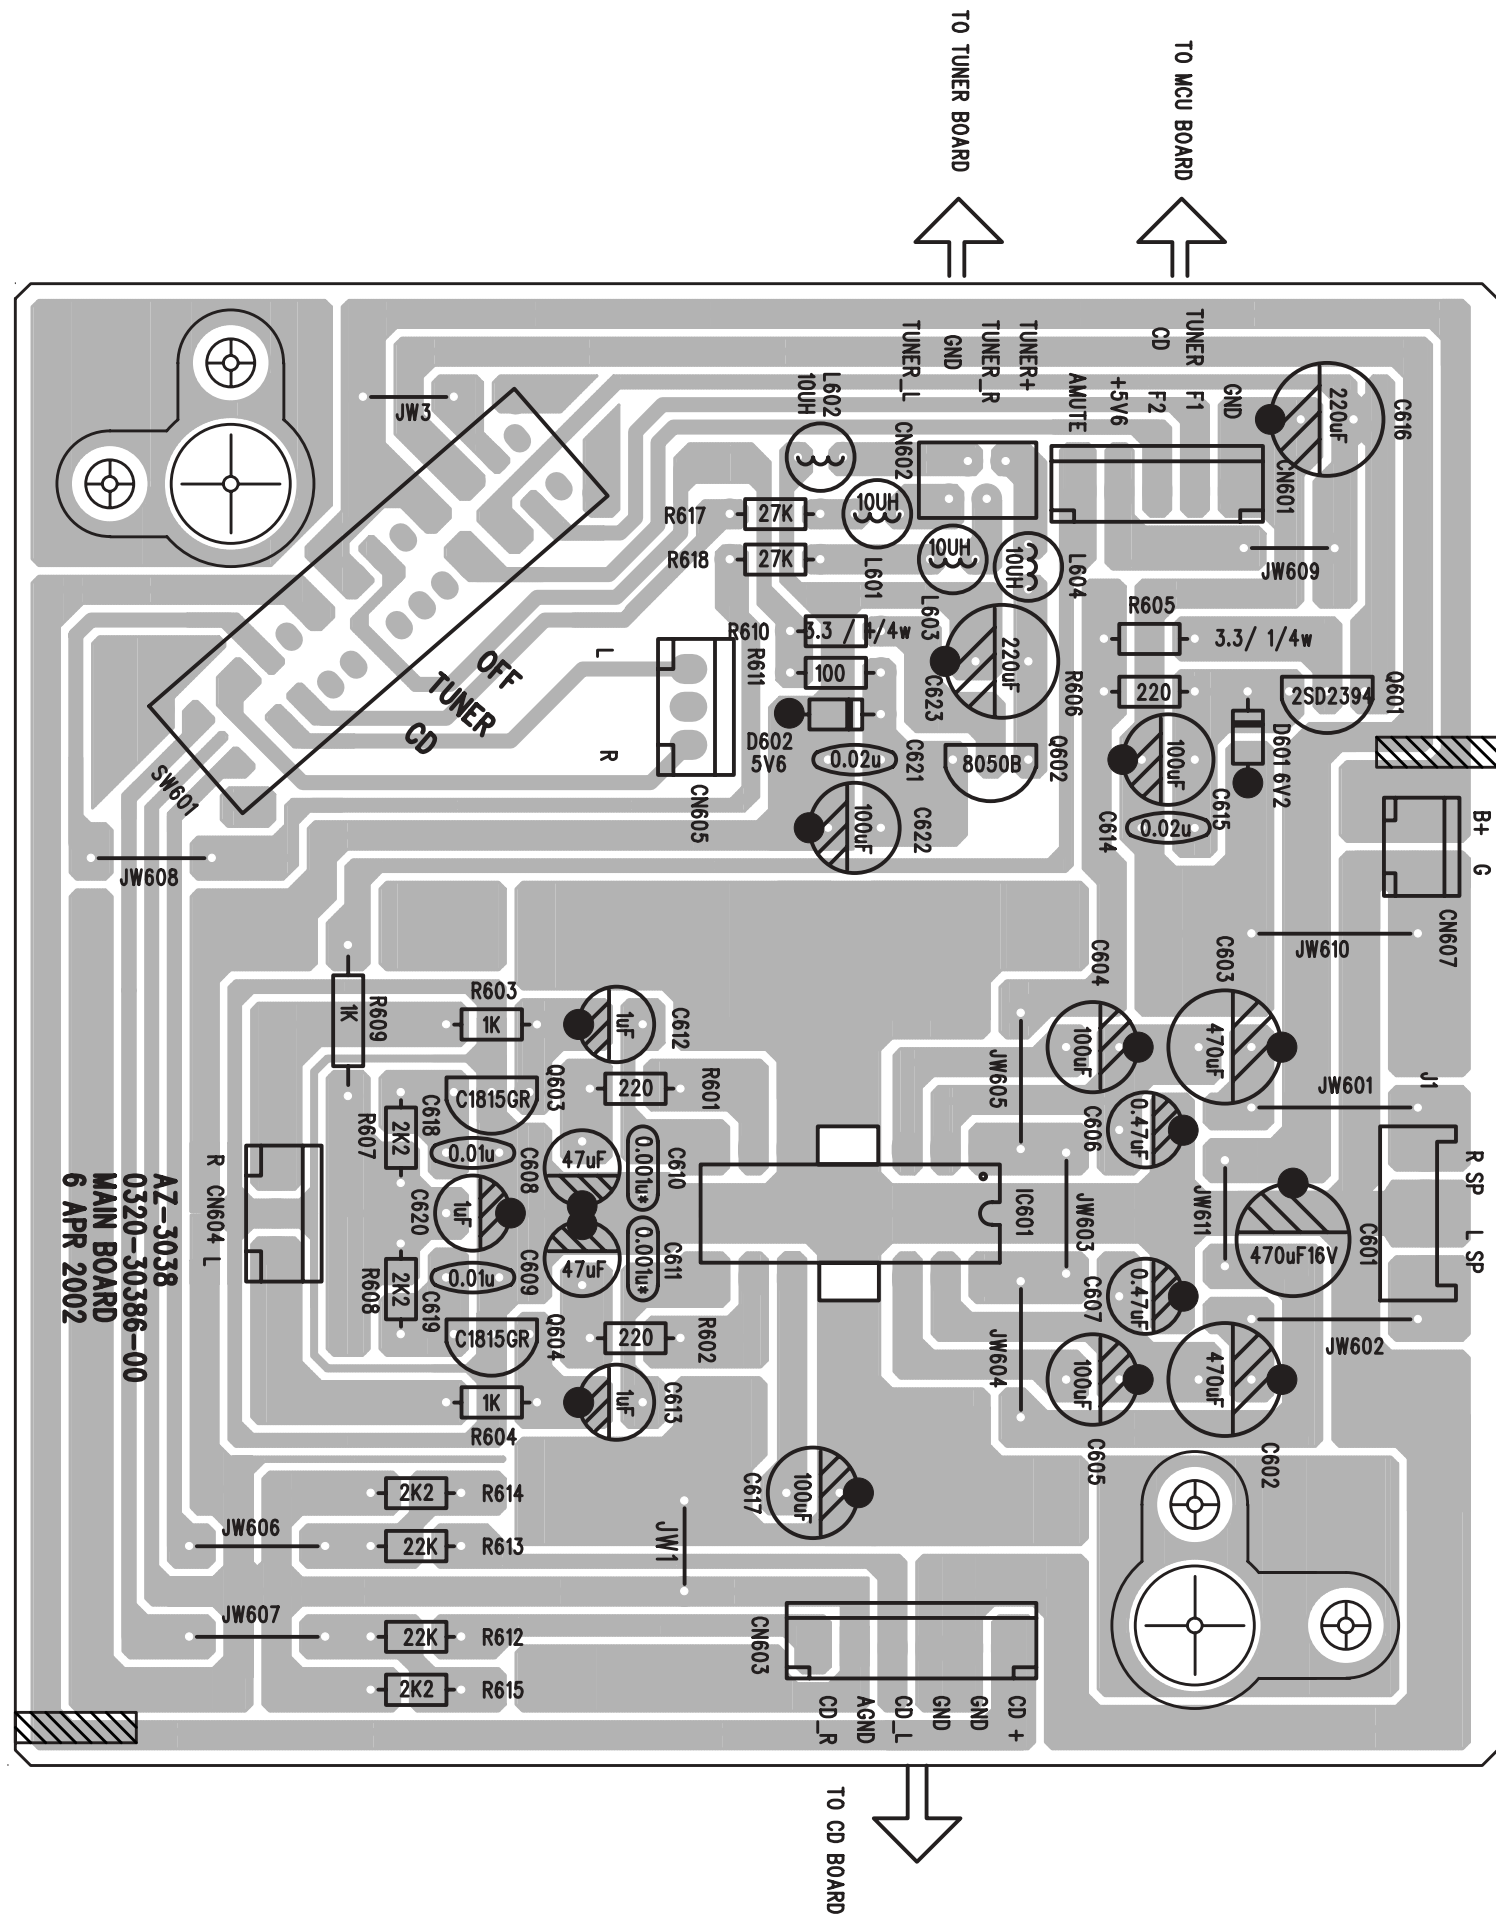 TO TUNER BOARD
TO MCU BOARD
TUNER_L
GND
TUNER_R
TUNER+
AMUTE
+5V6
CD
F2
TUNER
F1
GND
220uF
C616
CN601
JW3
L602
10UH
CN602
R617
27K
10UH
R618
27K
L601
10UH
L603
10UH
L604
JW609
R605
3.3/ 1/4w
R610
3.3 / 1/4w
R611
100
C623
220uF
R606
220
2SD2394
Q601
OFF
TUNER
CD
SW601
L
R
CN605
D602
5V6
0.02u
C621
8050B
Q602
100uF
C622
100uF
C615
D601 6V2
C614
0.02u
B+
G
CN607
JW608
JW610
C604
C603
R609
1K
R603
1K
1uF
C612
100uF
470uF
JW605
JW601
J1
C1815GR
Q603
220
R601
R607
2K2
C618
0.01u
C608
47uF
0.001u*
C610
C606
0.47uF
R SP
L SP
IC601
JW603
JW611
470uF16V
C601
C620
1uF
R CN604 L
AZ-3038
0320-30386-00
MAIN BOARD
6 APR 2002
R608
2K2
C619
0.01u
C609
47uF
0.001u*
C611
C607
0.47uF
C1815GR
Q604
220
R602
JW604
JW602
1K
R604
1uF
C613
100uF
C605
470uF
C602
2K2
R614
C617
100uF
JW606
22K
R613
JW1
JW607
22K
R612
2K2
R615
CN603
CD_R
AGND
CD_L
GND
GND
CD +
TO CD BOARD